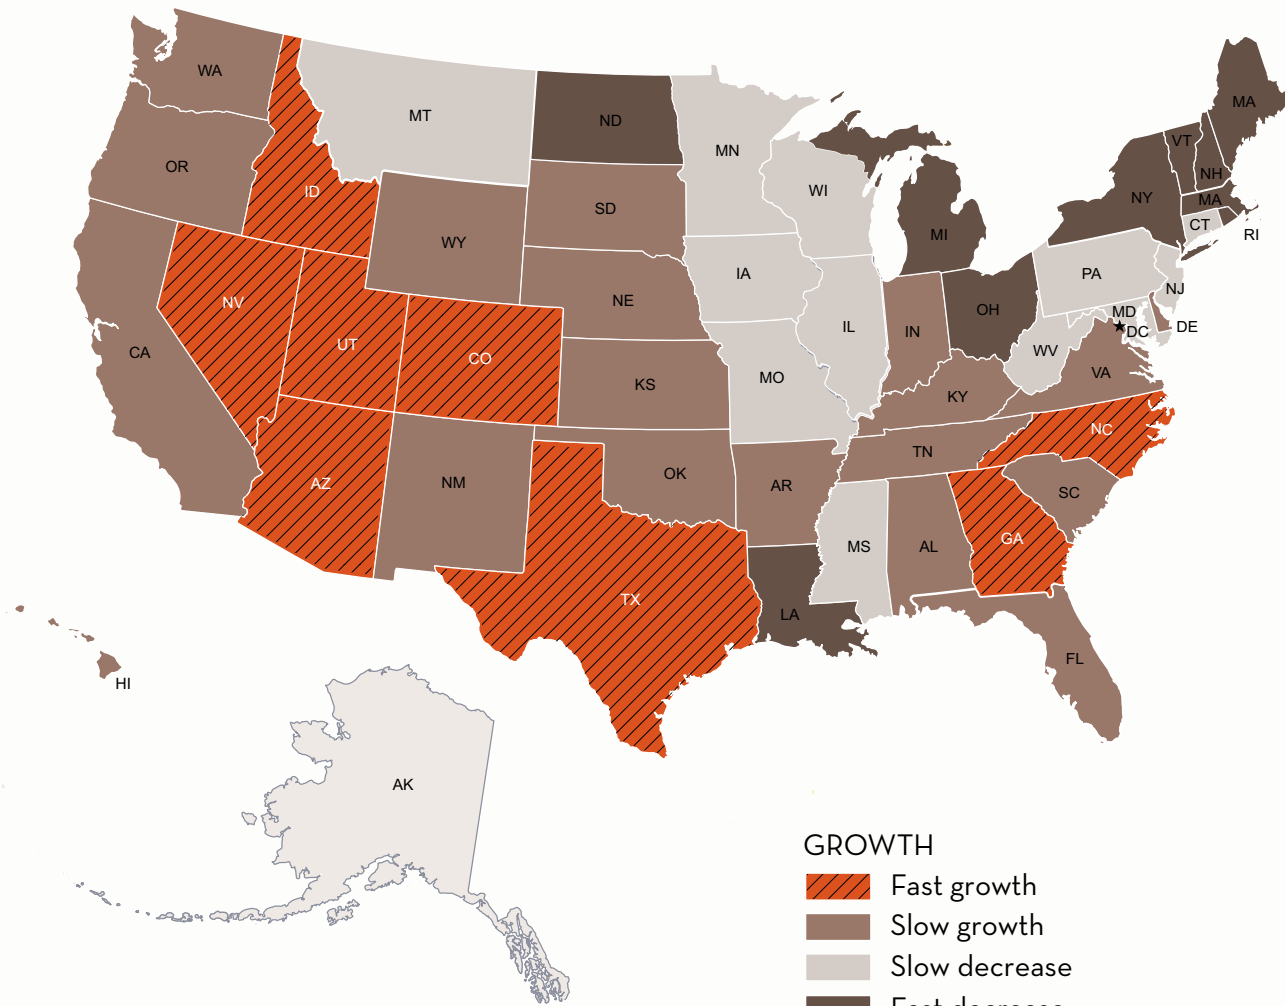 WA
MT
ND
MN
MA
OR
ID
SD
WI
VT
NH
NY
MA
CT
RI
WY
MI
NV
NE
IA
PA
NJ
UT
CO
IL
IN
OH
MD
DC
DE
CA
KS
MO
WV
VA
KY
NC
AZ
NM
OK
AR
TN
SC
TX
MS
AL
GA
LA
FL
HI
AK
GROWTH
Fast growth
Slow growth
Slow decrease
Fast decrease